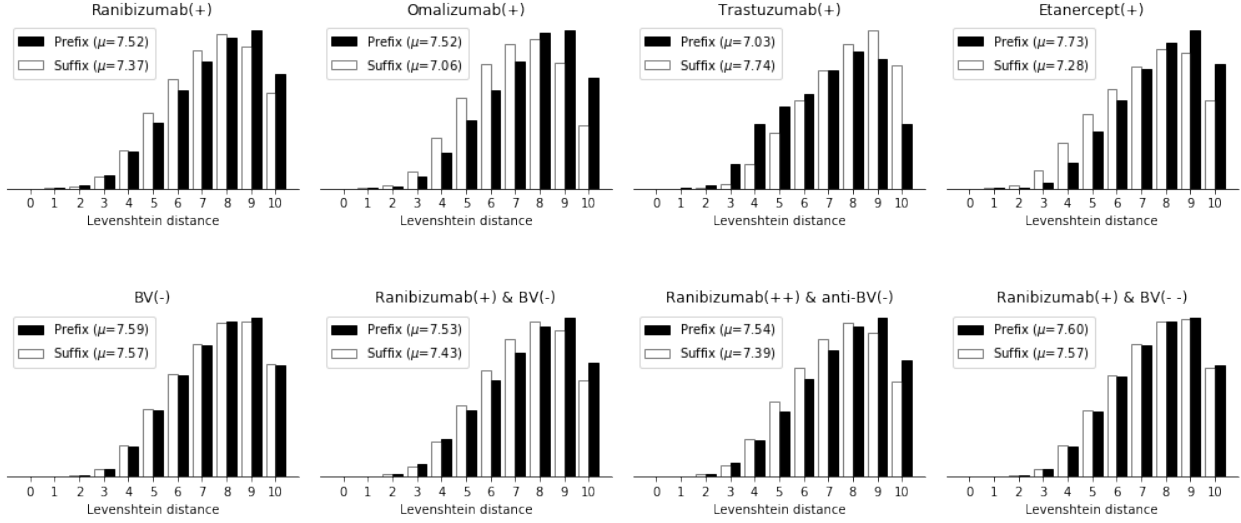 Ranibizumab(+)
Prefix (μ=7.52)
Suffix (μ=7.37)
0 1 2 3 4 5 6 7 8 9 10
Levenshtein distance
Omalizumab(+)
Prefix (μ=7.52)
Suffix (μ=7.06)
0 1 2 3 4 5 6 7 8 9 10
Levenshtein distance
Trastuzumab(+)
Prefix (μ=7.03)
Suffix (μ=7.74)
0 1 2 3 4 5 6 7 8 9 10
Levenshtein distance
Etanercept(+)
Prefix (μ=7.73)
Suffix (μ=7.28)
0 1 2 3 4 5 6 7 8 9 10
Levenshtein distance
BV(-)
Prefix (μ=7.59)
Suffix (μ=7.57)
0 1 2 3 4 5 6 7 8 9 10
Levenshtein distance
Ranibizumab(+) & BV(-)
Prefix (μ=7.53)
Suffix (μ=7.43)
0 1 2 3 4 5 6 7 8 9 10
Levenshtein distance
Ranibizumab(++) & anti-BV(-)
Prefix (μ=7.54)
Suffix (μ=7.39)
0 1 2 3 4 5 6 7 8 9 10
Levenshtein distance
Ranibizumab(+) & BV(- -)
Prefix (μ=7.60)
Suffix (μ=7.57)
0 1 2 3 4 5 6 7 8 9 10
Levenshtein distance